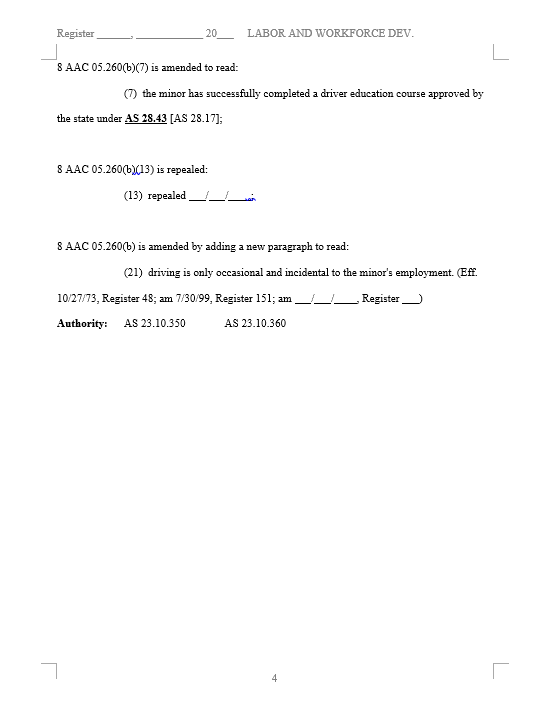 Register ______, ____________ 20___ LABOR AND WORKFORCE DEV.
8 AAC 05.260(b)(7) is amended to read:
(7) the minor has successfully completed a driver education course approved by
the state under AS 28.43 [AS 28.17];
8 AAC 05.260(b)(13) is repealed:
(13) repealed ___/___/____;
8 AAC 05.260(b) is amended by adding a new paragraph to read:
(21) driving is only occasional and incidental to the minor's employment. (Eff.
10/27/73, Register 48; am 7/30/99, Register 151; am ___/___/____, Register ___)
Authority: AS 23.10.350 AS 23.10.360
4